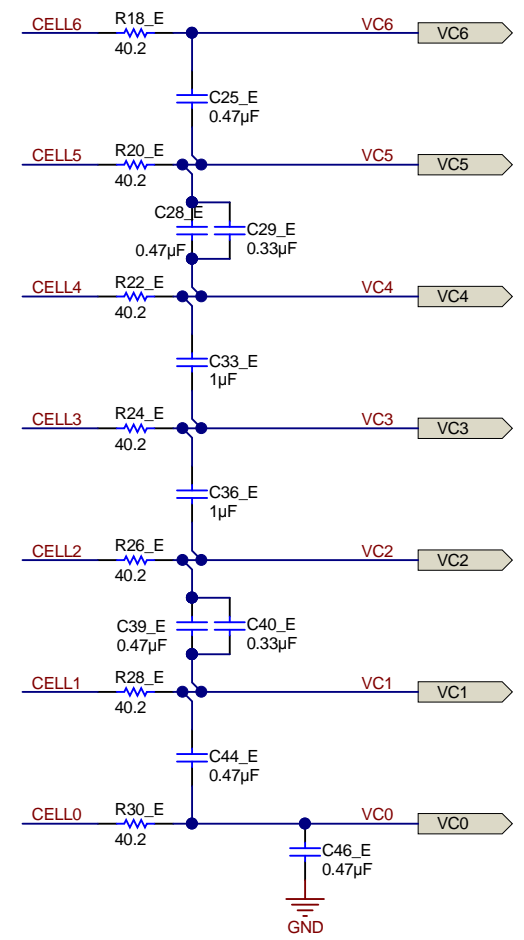 CELL6 R18_E VC6 VC6
40.2
C25_E
0.47µF
CELL5 R20_E VC5 VC5
40.2
C28_E
0.47µF
C29_E
0.33µF
CELL4 R22_E VC4 VC4
40.2
C33_E
1µF
CELL3 R24_E VC3 VC3
40.2
C36_E
1µF
CELL2 R26_E VC2 VC2
40.2
C39_E
0.47µF
C40_E
0.33µF
CELL1 R28_E VC1 VC1
40.2
C44_E
0.47µF
CELL0 R30_E VC0 VC0
40.2
C46_E
0.47µF
GND